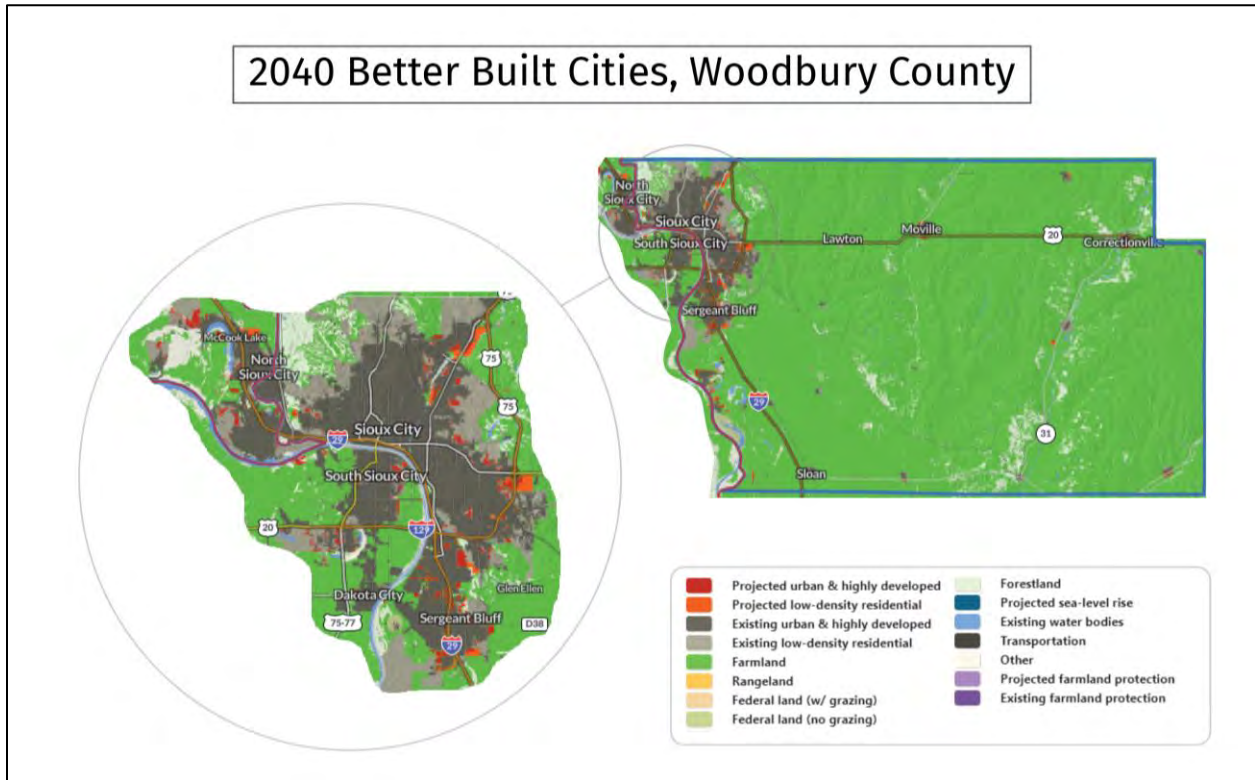 2040 Better Built Cities, Woodbury County
North
Sioux City
Sioux City
South Sioux City
Lawton
Moville
20
Correctionville
Sergeant Bluff
29
31
Sloan
McCook Lake
North
Sioux City
75
75
Sioux City
29
South Sioux City
20
129
Glen Ellen
Dakota City
75-77
Sergeant Bluff
D38
29
Projected urban & highly developed
Projected low-density residential
Existing urban & highly developed
Existing low-density residential
Farmland
Rangeland
Federal land (w/ grazing)
Federal land (no grazing)
Forestland
Projected sea-level rise
Existing water bodies
Transportation
Other
Projected farmland protection
Existing farmland protection